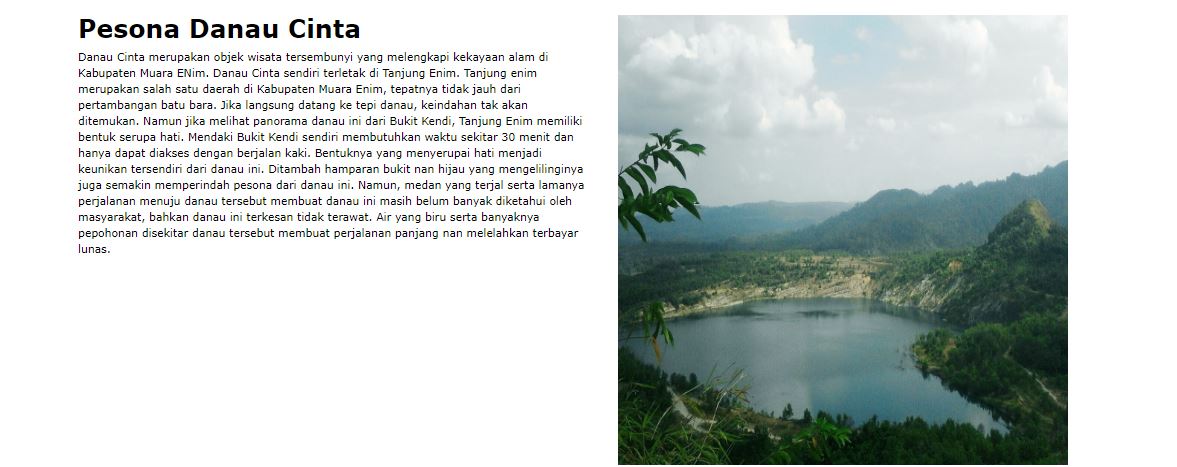 Pesona Danau Cinta
Danau Cinta merupakan objek wisata tersembunyi yang melengkapi kekayaan alam di
Kabupaten Muara ENim. Danau Cinta sendiri terletak di Tanjung Enim. Tanjung enim
merupakan salah satu daerah di Kabupaten Muara Enim, tepatnya tidak jauh dari
pertambangan batu bara. Jika langsung datang ke tepi danau, keindahan tak akan
ditemukan. Namun jika melihat panorama danau ini dari Bukit Kendi, Tanjung Enim memiliki
bentuk serupa hati. Mendaki Bukit Kendi sendiri membutuhkan waktu sekitar 30 menit dan
hanya dapat diakses dengan berjalan kaki. Bentuknya yang menyerupai hati menjadi
keunikan tersendiri dari danau ini. Ditambah hamparan bukit nan hijau yang mengelilinginya
juga semakin memperindah pesona dari danau ini. Namun, medan yang terjal serta lamanya
perjalanan menuju danau tersebut membuat danau ini masih belum banyak diketahui oleh
masyarakat, bahkan danau ini terkesan tidak terawat. Air yang biru serta banyaknya
pepohonan disekitar danau tersebut membuat perjalanan panjang nan melelahkan terbayar
lunas.